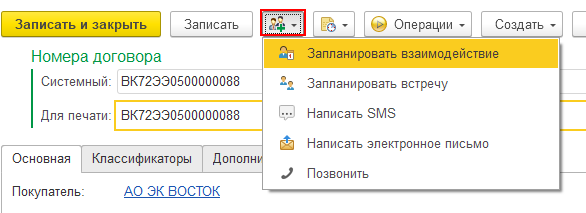 Записать и закрыть Записать Операции Создать
Запланировать взаимодействие
Номера договора
Запланировать встречу
Системный: ВК72ЭЭ0500000088
Написать SMS
Для печати: ВК72ЭЭ0500000088
Написать электронное письмо
Основная Классификаторы Дополни
Позвонить
Покупатель: АО ЭК ВОСТОК